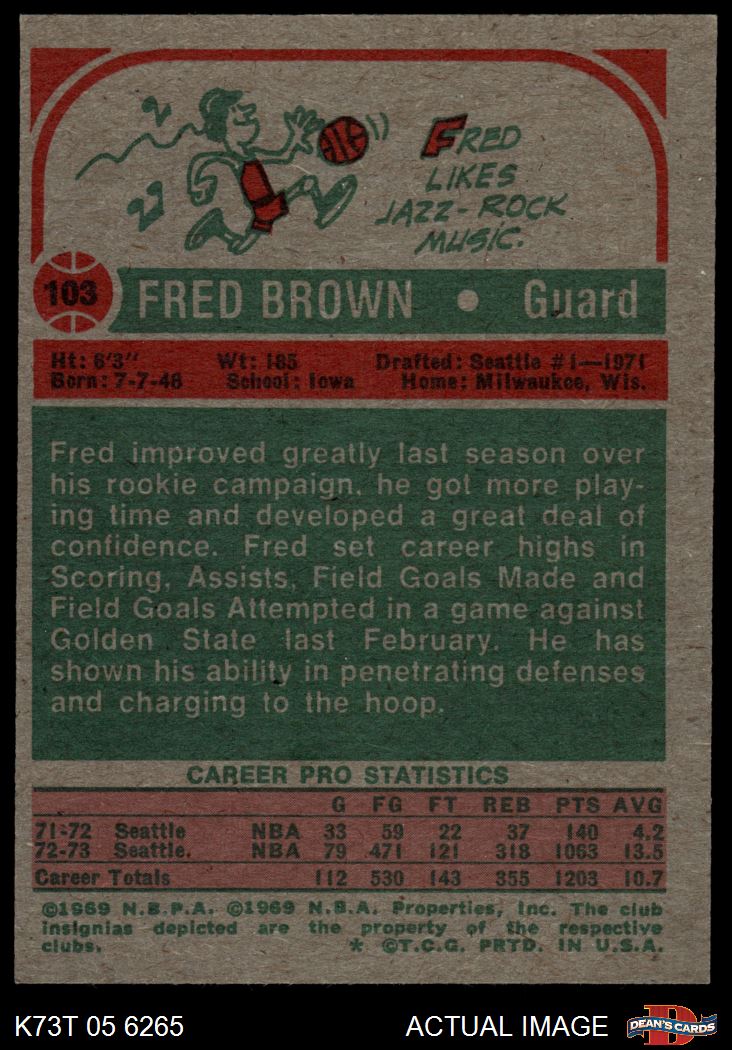 FRED
LIKES
JAZZ-ROCK
MUSIC.
103 FRED BROWN • Guard
Ht: 6'3" Wt: 185 Drafted: Seattle #1—1971
Born: 7-7-48 School: Iowa Home: Milwaukee, Wis.
Fred improved greatly last season over
his rookie campaign, he got more play-
ing time and developed a great deal of
confidence. Fred set career highs in
Scoring, Assists, Field Goals Made and
Field Goals Attempted in a game against
Golden State last February. He has
shown his ability in penetrating defenses
and charging to the hoop.
CAREER PRO STATISTICS
G FG FT REB PTS AVG
71-72 Seattle NBA 33 59 22 37 140 4.2
72-73 Seattle. NBA 79 471 121 318 1063 13.5
Career Totals 112 530 143 355 1203 10.7
©1969 N.B.P.A. ©1969 N.B.A. Properties, Inc. The club
insignias depicted are the property of the respective
clubs. * ©T.C.G. PRTD. IN U.S.A.
K73T 05 6265 ACTUAL IMAGE D DEAN'S CARDS